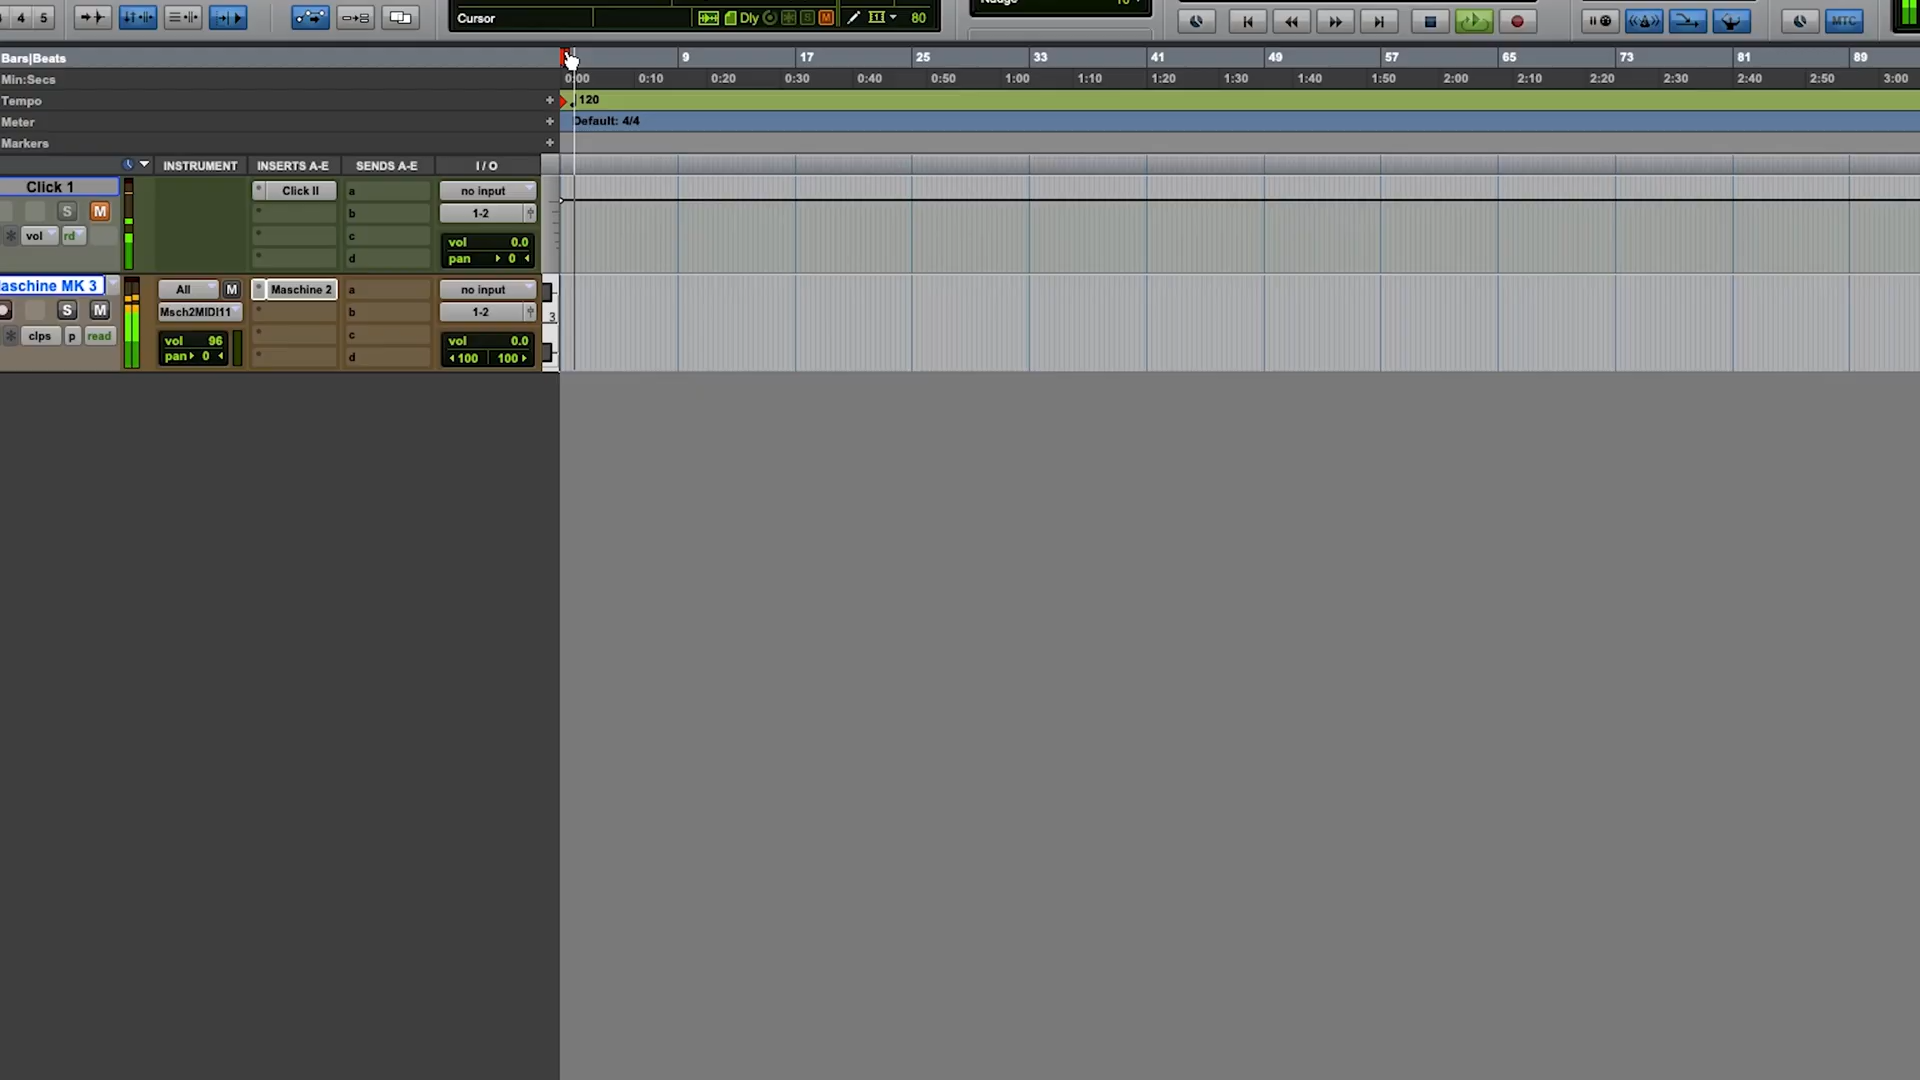 4 5
Cursor
Dly
S
M
80
MTC
Bars|Beats 9 17 25 33 41 49 57 65 73 81 89
Min:Secs 0:00 0:10 0:20 0:30 0:40 0:50 1:00 1:10 1:20 1:30 1:40 1:50 2:00 2:10 2:20 2:30 2:40 2:50 3:00
Tempo + 120
Meter + Default: 4/4
Markers +
INSTRUMENT INSERTS A-E SENDS A-E I / O
Click 1 Click II a no input
S M b 1-2
vol rd c vol 0.0
d pan 0
aschine MK 3 All M Maschine 2 a no input
S M Msch2MIDI11 b 1-2 3
clps p read vol 96 c vol 0.0
pan 0 d 100 100